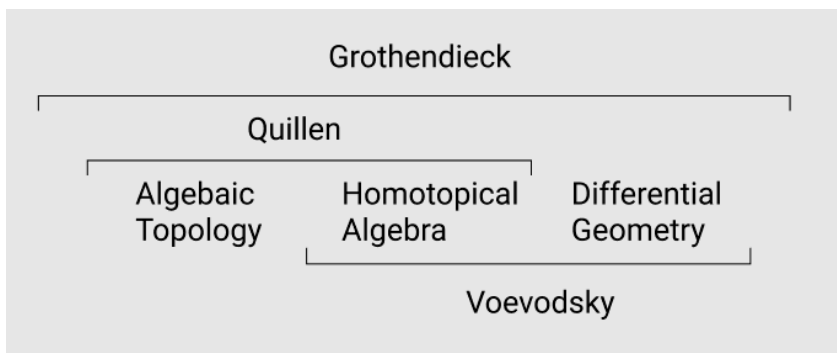 Grothendieck
Quillen
Algebaic Homotopical Differential
Topology Algebra Geometry
Voevodsky